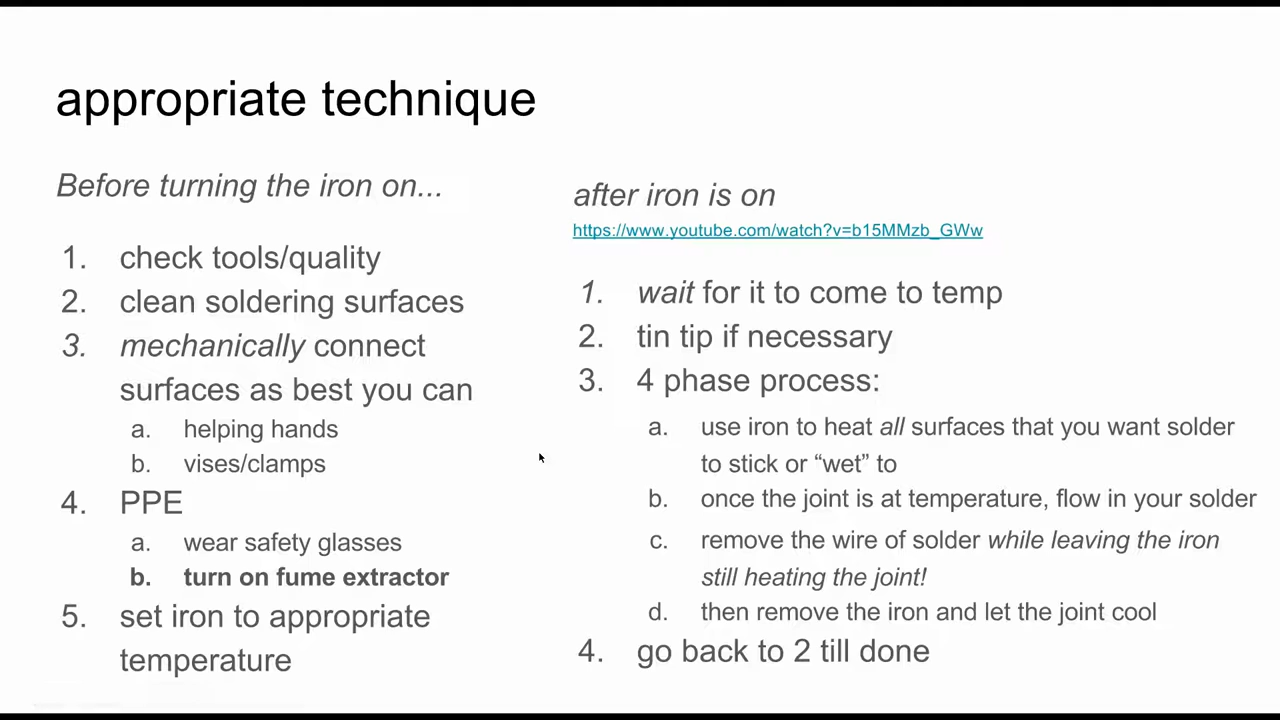 appropriate technique
Before turning the iron on...
1. check tools/quality
2. clean soldering surfaces
3. mechanically connect
surfaces as best you can
a. helping hands
b. vises/clamps
4. PPE
a. wear safety glasses
b. turn on fume extractor
5. set iron to appropriate
temperature
after iron is on
https://www.youtube.com/watch?v=b15MMzb_GWw
1. wait for it to come to temp
2. tin tip if necessary
3. 4 phase process:
a. use iron to heat all surfaces that you want solder
to stick or “wet” to
b. once the joint is at temperature, flow in your solder
c. remove the wire of solder while leaving the iron
still heating the joint!
d. then remove the iron and let the joint cool
4. go back to 2 till done